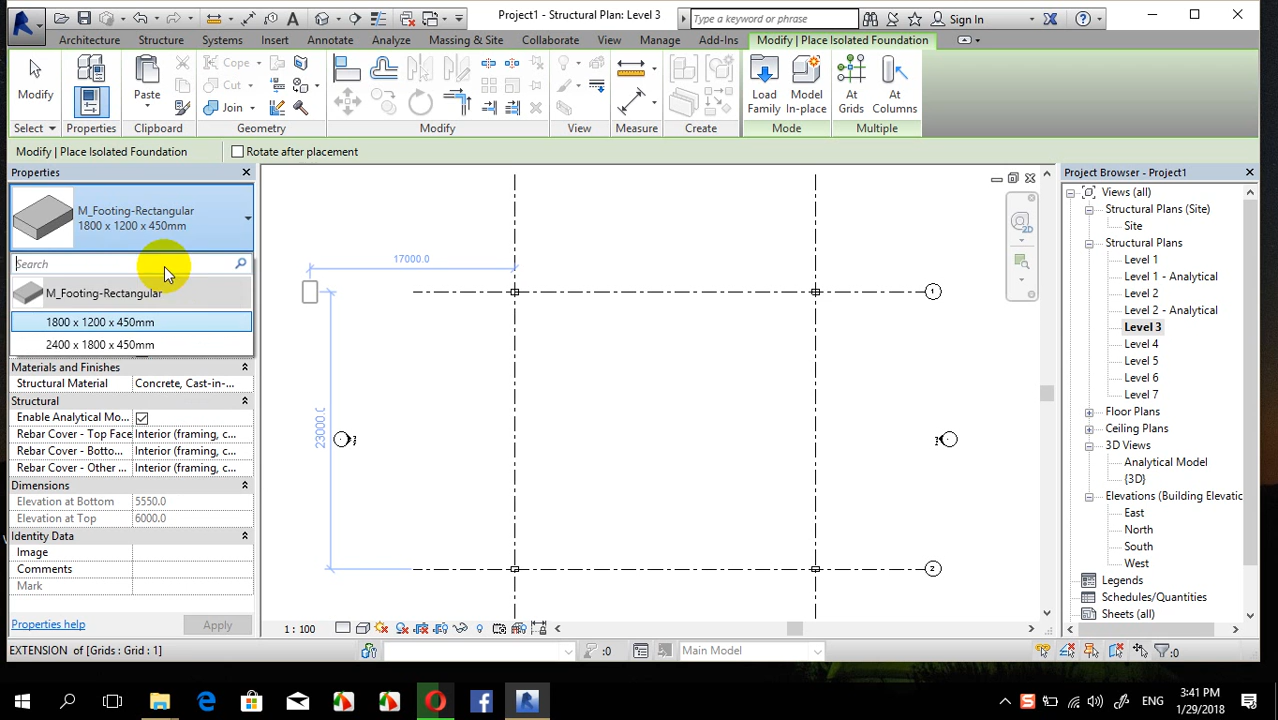 Project1 - Structural Plan: Level 3
Type a keyword or phrase
Sign In
Architecture Structure Systems Insert Annotate Analyze Massing & Site Collaborate View Manage Add-Ins Modify | Place Isolated Foundation
Cope
Cut
Join
Modify
Paste
Load Family
Model In-place
At Grids
At Columns
Select Properties Clipboard Geometry Modify View Measure Create Mode Multiple
Modify | Place Isolated Foundation Rotate after placement
Properties
M_Footing-Rectangular
1800 x 1200 x 450mm
Search
M_Footing-Rectangular
1800 x 1200 x 450mm
2400 x 1800 x 450mm
Materials and Finishes
Structural Material Concrete, Cast-in-...
Structural
Enable Analytical Mo...
Rebar Cover - Top Face Interior (framing, c...
Rebar Cover - Botto... Interior (framing, c...
Rebar Cover - Other ... Interior (framing, c...
Dimensions
Elevation at Bottom 5550.0
Elevation at Top 6000.0
Identity Data
Image
Comments
Mark
Properties help Apply
17000.0
23000.0
1
2
2D
1 : 100
Project Browser - Project1
Views (all)
Structural Plans (Site)
Site
Structural Plans
Level 1
Level 1 - Analytical
Level 2
Level 2 - Analytical
Level 3
Level 4
Level 5
Level 6
Level 7
Floor Plans
Ceiling Plans
3D Views
Analytical Model
{3D}
Elevations (Building Elevatic
East
North
South
West
Legends
Schedules/Quantities
Sheets (all)
EXTENSION of [Grids : Grid : 1] :0 Main Model :0
ENG
3:41 PM
1/29/2018